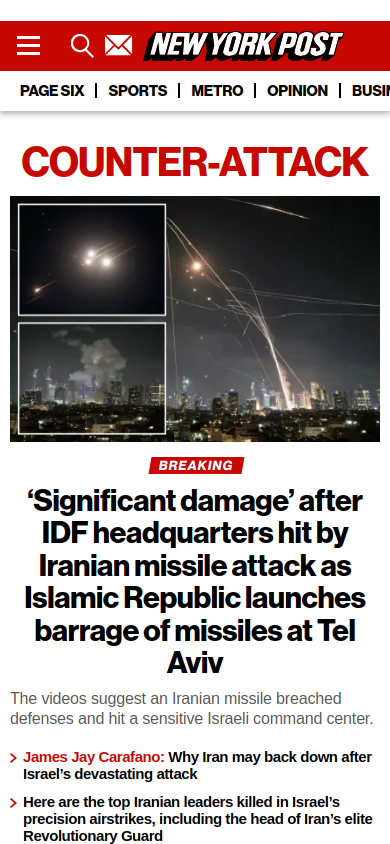 NEW YORK POST
PAGE SIX
SPORTS
METRO
OPINION
BUSIN
COUNTER-ATTACK
BREAKING
‘Significant damage’ after
IDF headquarters hit by
Iranian missile attack as
Islamic Republic launches
barrage of missiles at Tel
Aviv
The videos suggest an Iranian missile breached
defenses and hit a sensitive Israeli command center.
James Jay Carafano: Why Iran may back down after
Israel’s devastating attack
Here are the top Iranian leaders killed in Israel’s
precision airstrikes, including the head of Iran’s elite
Revolutionary Guard